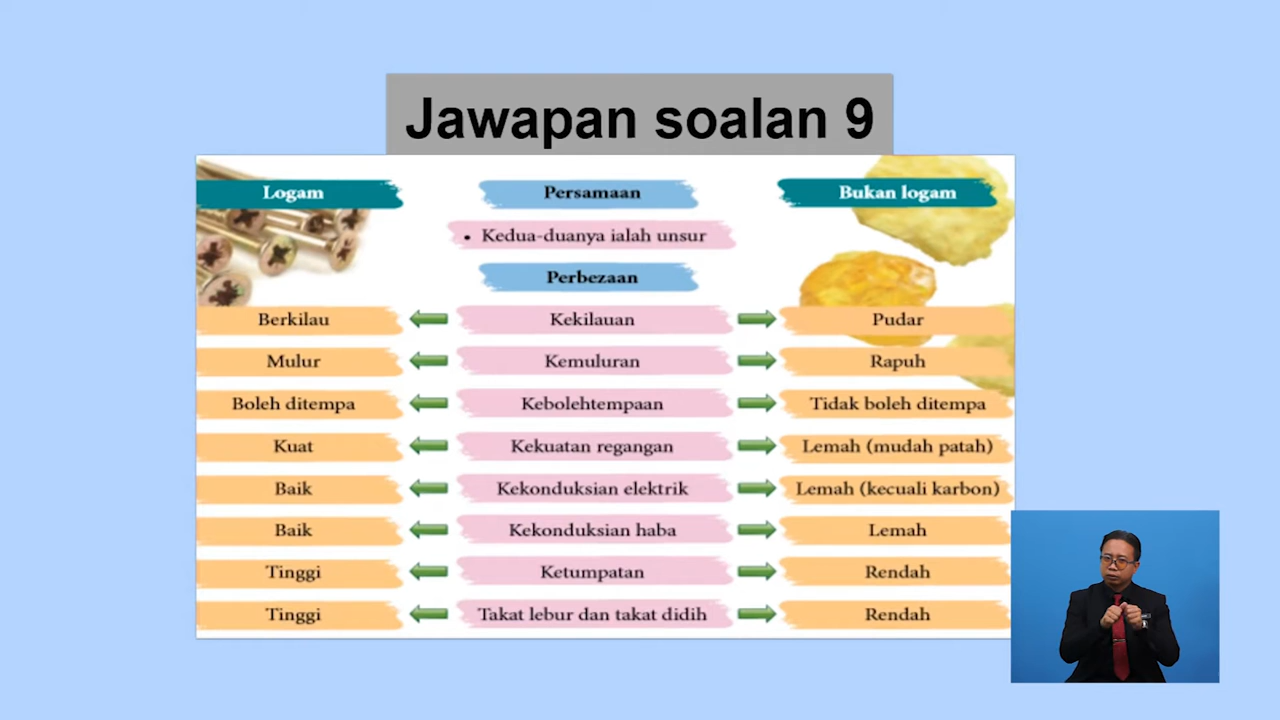 Jawapan soalan 9
Logam Persamaan Bukan logam
• Kedua-duanya ialah unsur
Perbezaan
Berkilau Kekilauan Pudar
Mulur Kemuluran Rapuh
Boleh ditempa Kebolehtempaan Tidak boleh ditempa
Kuat Kekuatan regangan Lemah (mudah patah)
Baik Kekonduksian elektrik Lemah (kecuali karbon)
Baik Kekonduksian haba Lemah
Tinggi Ketumpatan Rendah
Tinggi Takat lebur dan takat didih Rendah